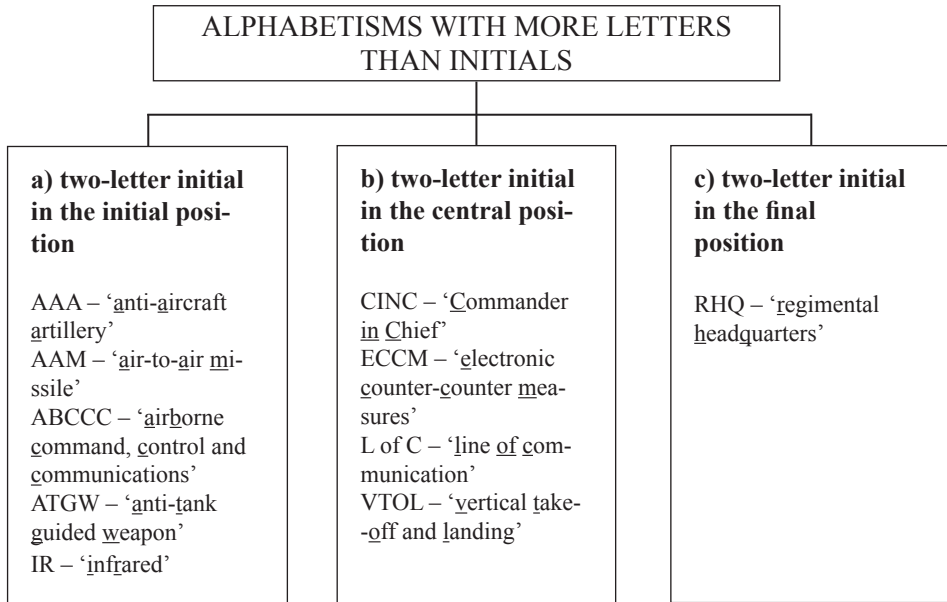 ALPHABETISMS WITH MORE LETTERS
THAN INITIALS
a) two-letter initial
in the initial posi-
tion
AAA – ‘anti-aircraft
artillery’
AAM – ‘air-to-air mi-
ssile’
ABCCC – ‘airborne
command, control and
communications’
ATGW – ‘anti-tank
guided weapon’
IR – ‘infrared’
b) two-letter initial
in the central posi-
tion
CINC – ‘Commander
in Chief’
ECCM – ‘electronic
counter-counter mea-
sures’
L of C – ‘line of com-
munication’
VTOL – ‘vertical take-
-off and landing’
c) two-letter initial
in the final
position
RHQ – ‘regimental
headquarters’